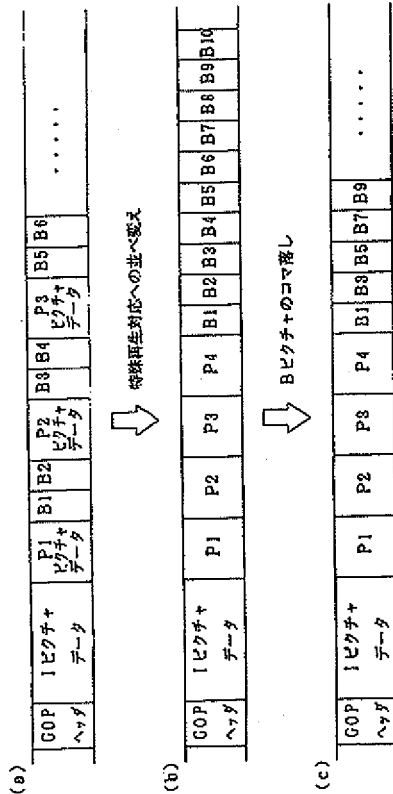 (a)
GOP
ヘッダ
Iピクチャ
データ
P1
ピクチャ
データ
B1
B2
P2
ピクチャ
データ
B3
B4
P3
ピクチャ
データ
B5
B6
......
特殊再生対応への並べ変え
(b)
GOP
ヘッダ
Iピクチャ
データ
P1
P2
P3
P4
B1
B2
B3
B4
B5
B6
B7
B8
B9
B10
Bピクチャのコマ落し
(c)
GOP
ヘッダ
Iピクチャ
データ
P1
P2
P3
P4
B1
B3
B5
B7
B9
......